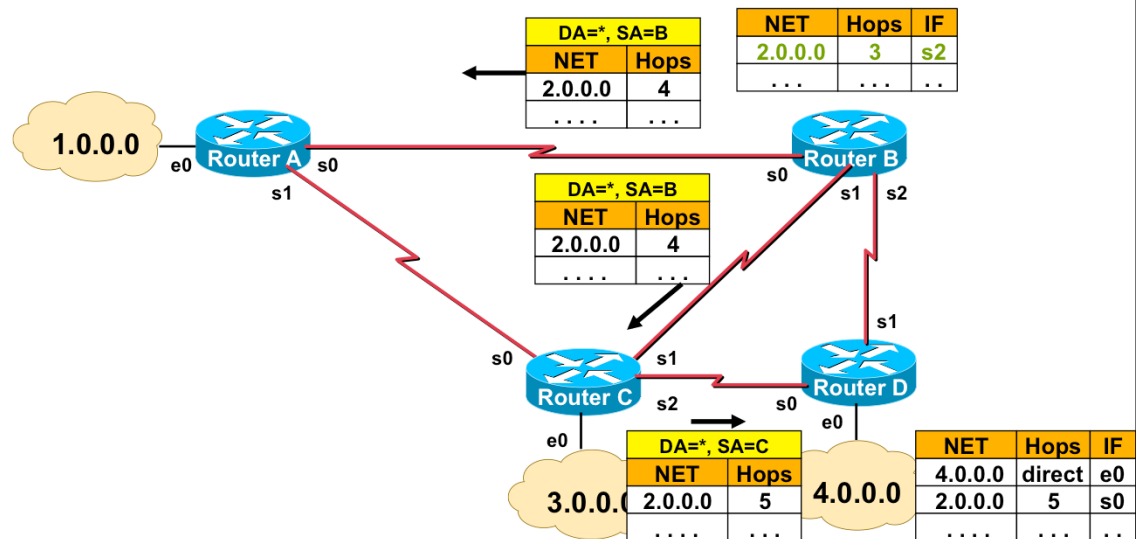 DA=*, SA=B
NET Hops
2.0.0.0 4
. . . . . . .
NET Hops IF
2.0.0.0 3 s2
. . . . . . . .
1.0.0.0
e0
Router A
s0
s1
s0
Router B
s1
s2
DA=*, SA=B
NET Hops
2.0.0.0 4
. . . . . . .
s0
Router C
s1
s2
e0
s1
Router D
s0
e0
3.0.0.0
DA=*, SA=C
NET Hops
2.0.0.0 5
. . . . . . .
4.0.0.0
NET Hops IF
4.0.0.0 direct e0
2.0.0.0 5 s0
. . . . . . . . .